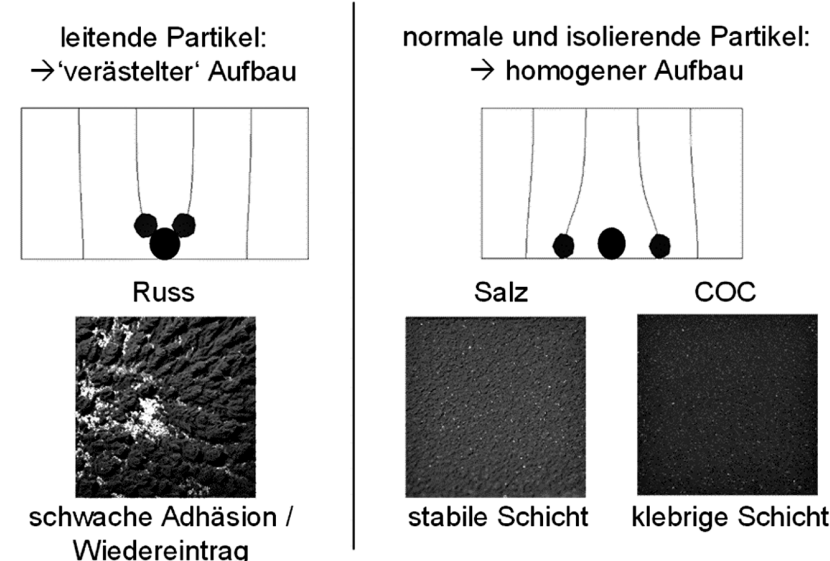 leitende Partikel:
→‘verästelter‘ Aufbau
Russ
schwache Adhäsion /
Wiedereintrag
normale und isolierende Partikel:
→ homogener Aufbau
Salz
COC
stabile Schicht
klebrige Schicht